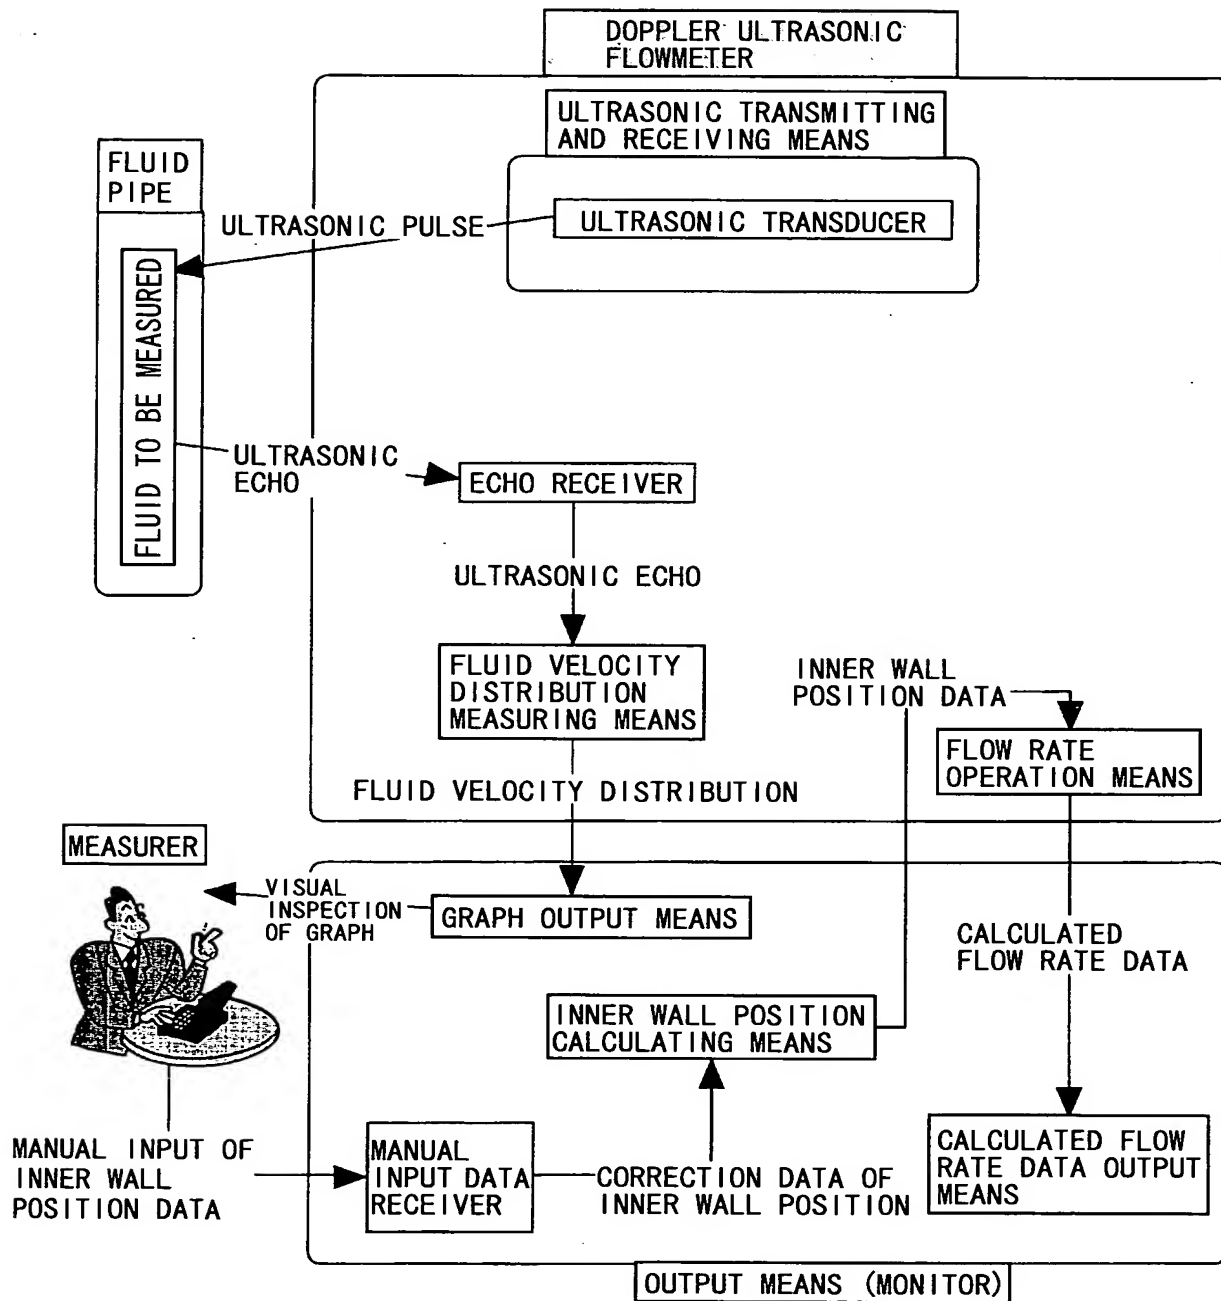 DOPPLER ULTRASONIC
FLOWMETER
ULTRASONIC TRANSMITTING
AND RECEIVING MEANS
FLUID
PIPE
ULTRASONIC PULSE
ULTRASONIC TRANSDUCER
FLUID TO BE MEASURED
ULTRASONIC
ECHO
ECHO RECEIVER
ULTRASONIC ECHO
FLUID VELOCITY
DISTRIBUTION
MEASURING MEANS
INNER WALL
POSITION DATA
FLOW RATE
OPERATION MEANS
FLUID VELOCITY DISTRIBUTION
MEASURER
VISUAL
INSPECTION
OF GRAPH
GRAPH OUTPUT MEANS
CALCULATED
FLOW RATE DATA
INNER WALL POSITION
CALCULATING MEANS
MANUAL INPUT OF
INNER WALL
POSITION DATA
MANUAL
INPUT DATA
RECEIVER
CORRECTION DATA OF
INNER WALL POSITION
CALCULATED FLOW
RATE DATA OUTPUT
MEANS
OUTPUT MEANS (MONITOR)